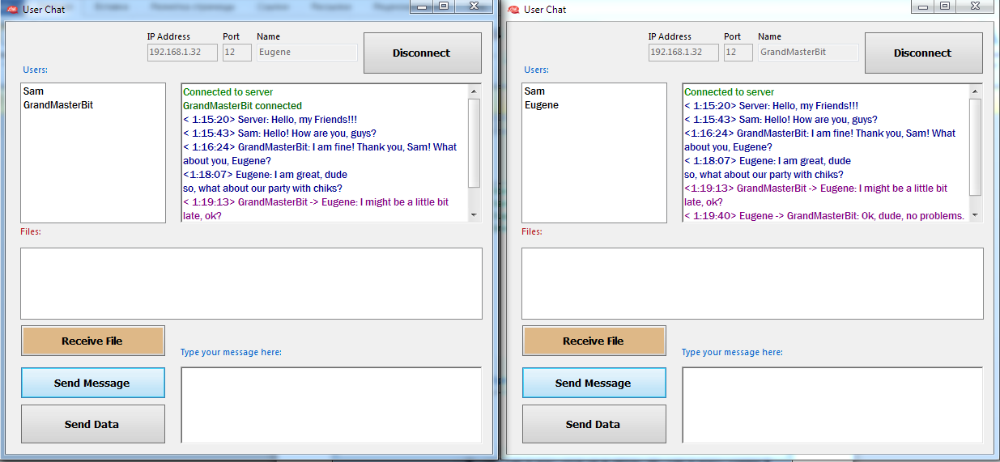 User Chat
IP Address Port Name
192.168.1.32 12 Eugene
Disconnect
Users:
Sam
GrandMasterBit
Connected to server
GrandMasterBit connected
< 1:15:20> Server: Hello, my Friends!!!
< 1:15:43> Sam: Hello! How are you, guys?
< 1:16:24> GrandMasterBit: I am fine! Thank you, Sam! What
about you, Eugene?
<1:18:07> Eugene: I am great, dude
so, what about our party with chiks?
< 1:19:13> GrandMasterBit -> Eugene: I might be a little bit
late, ok?
Files:
Receive File
Type your message here:
Send Message
Send Data
User Chat
IP Address Port Name
192.168.1.32 12 GrandMasterBit
Disconnect
Users:
Sam
Eugene
Connected to server
< 1:15:20> Server: Hello, my Friends!!!
< 1:15:43> Sam: Hello! How are you, guys?
<1:16:24> GrandMasterBit: I am fine! Thank you, Sam! What
about you, Eugene?
< 1:18:07> Eugene: I am great, dude
so, what about our party with chiks?
<1:19:13> GrandMasterBit -> Eugene: I might be a little bit
late, ok?
< 1:19:40> Eugene -> GrandMasterBit: Ok, dude, no problems.
Files:
Receive File
Type your message here:
Send Message
Send Data